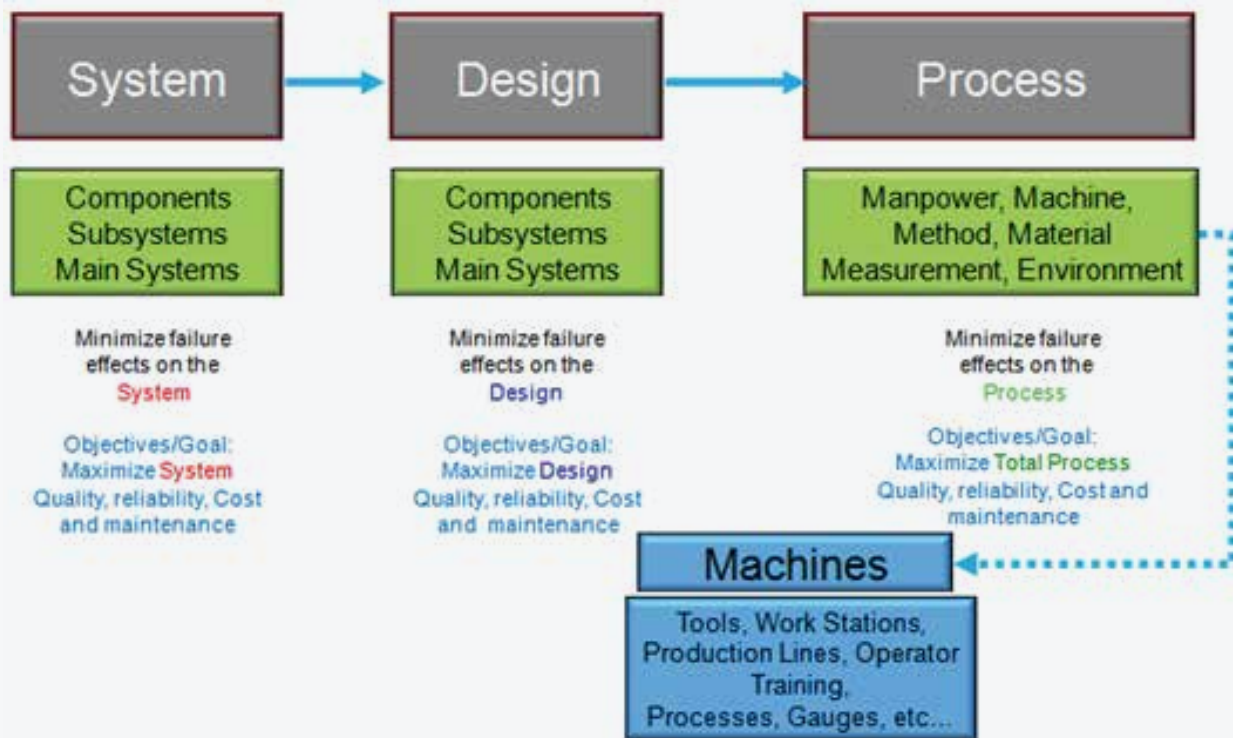 System
Design
Process
Components
Subsystems
Main Systems
Components
Subsystems
Main Systems
Manpower, Machine,
Method, Material
Measurement, Environment
Minimize failure
effects on the
System
Objectives/Goal:
Maximize System
Quality, reliability, Cost
and maintenance
Minimize failure
effects on the
Design
Objectives/Goal:
Maximize Design
Quality, reliability, Cost
and maintenance
Minimize failure
effects on the
Process
Objectives/Goal:
Maximize Total Process
Quality, reliability, Cost and
maintenance
Machines
Tools, Work Stations,
Production Lines, Operator
Training,
Processes, Gauges, etc...